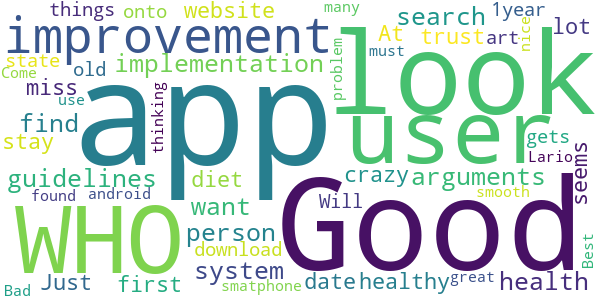 things onto website many search 1year
improvement look At trust art nice lot
state Come old implementation problem must
miss use app thinking user
find gets
stay Lario seems
guidelines diet crazy arguments
found android smooth
WHO want Will Good
person download
system date healthy great health Best
Bad Just first smatphone